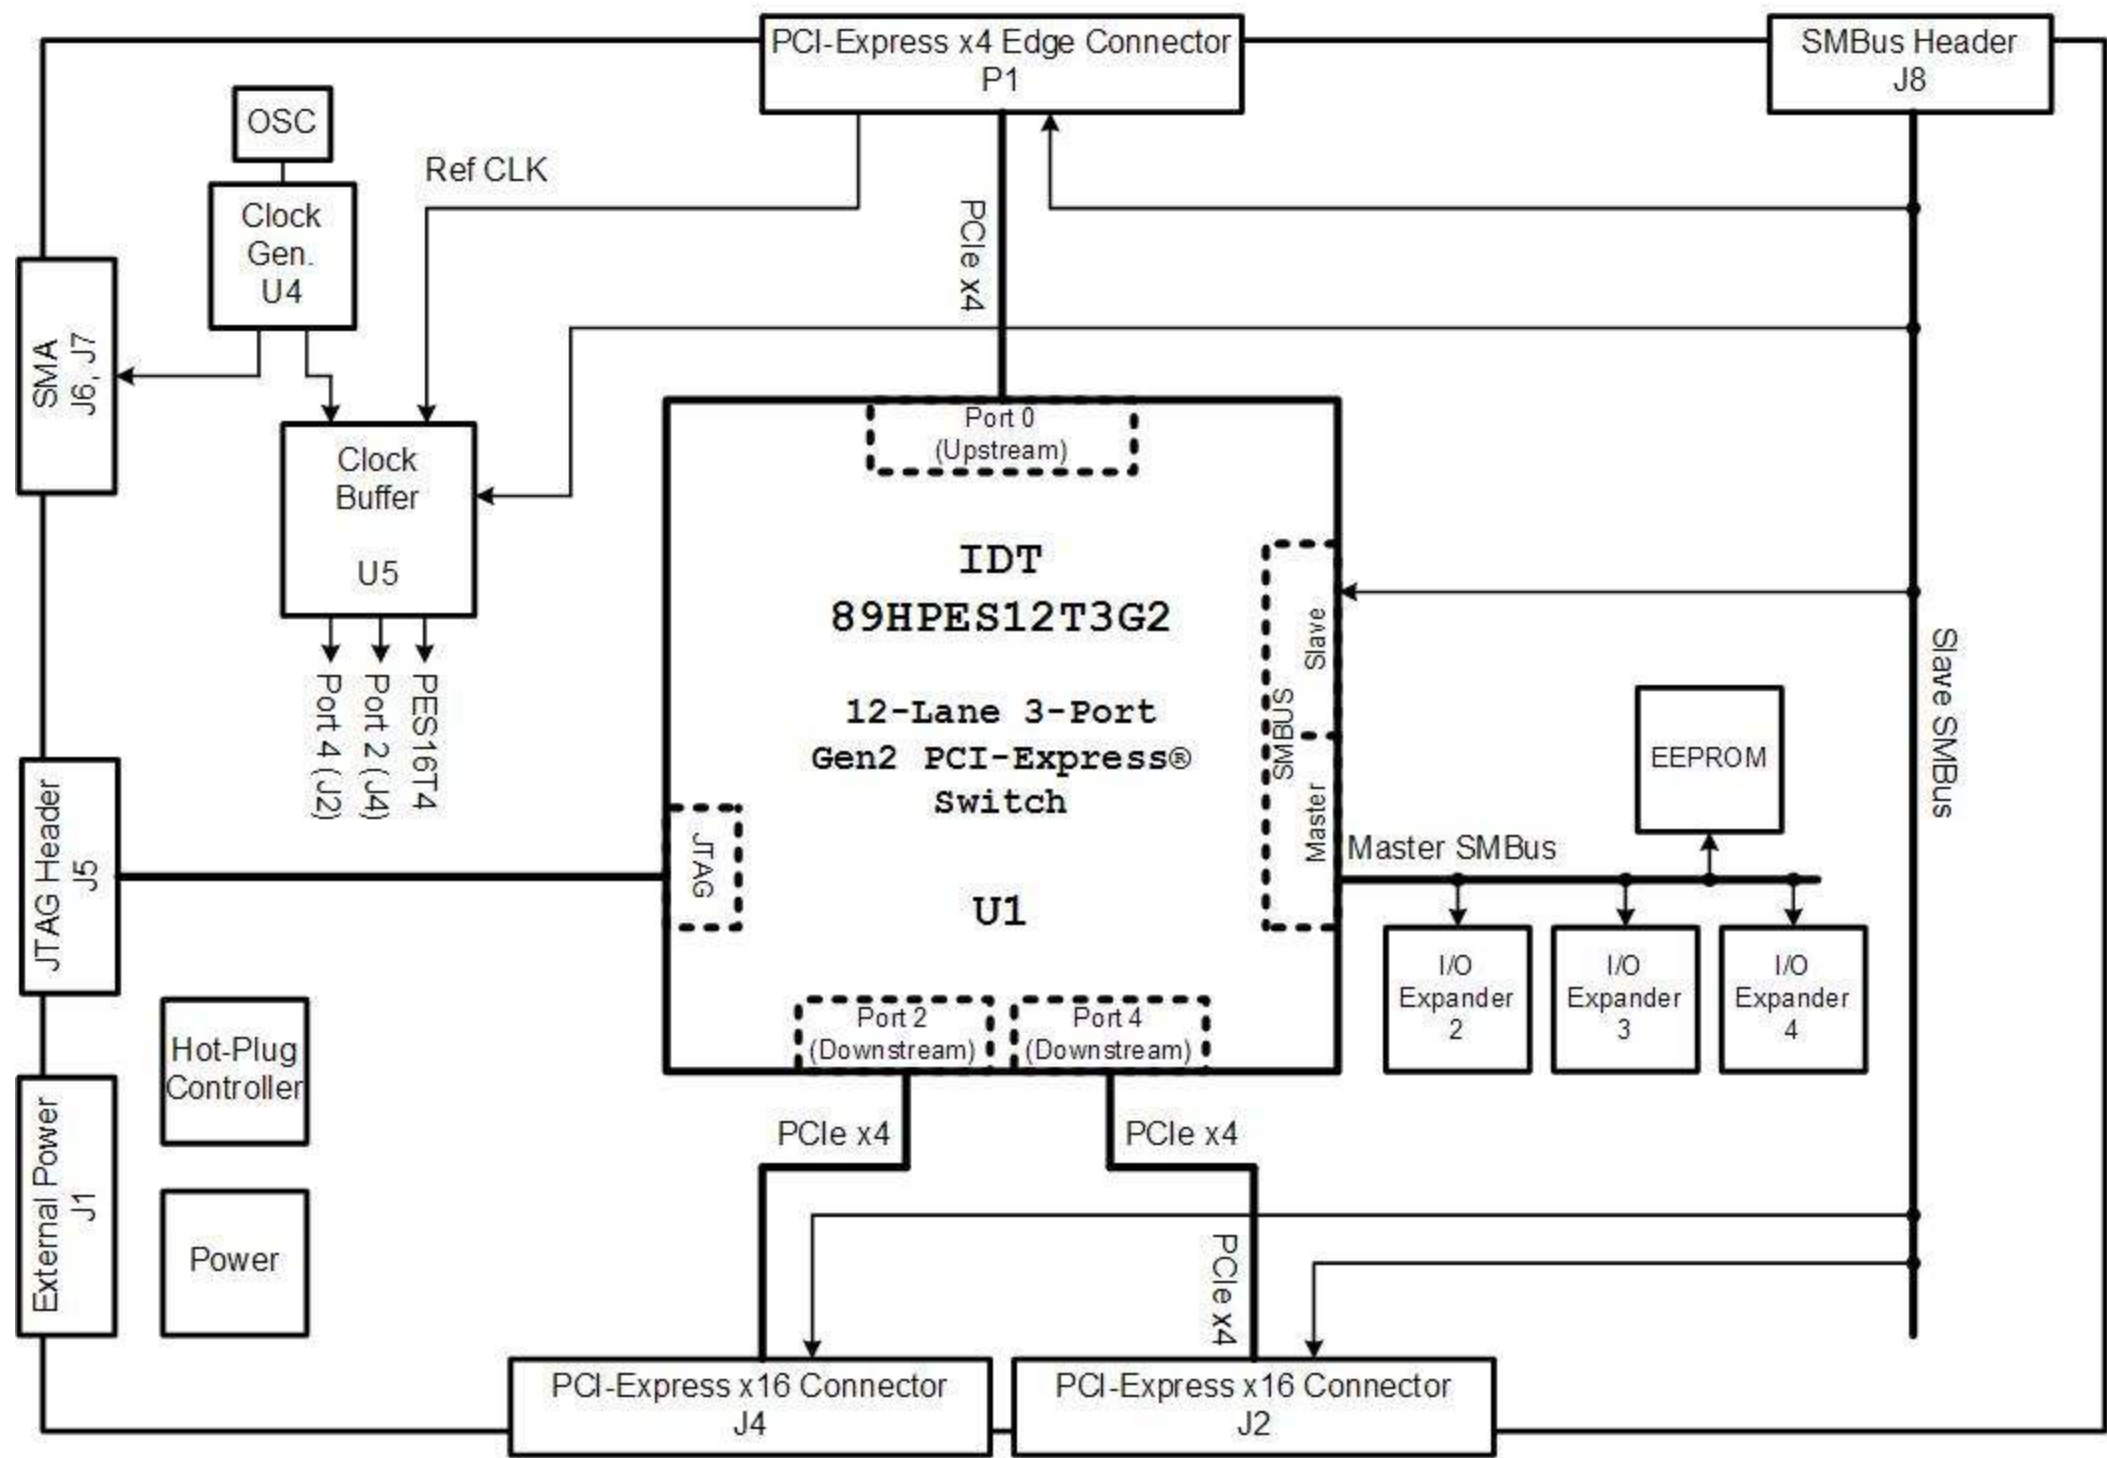 PCI-Express x4 Edge Connector
P1
SMBus Header
J8
OSC
Ref CLK
Clock
Gen.
U4
PCIe x4
SMA
J6, J7
Port 0
(Upstream)
Clock
Buffer
U5
IDT
89HPES12T3G2
12-Lane 3-Port
Gen2 PCI-Express®
Switch
U1
SMBUS
Slave
Master
Slave SMBus
Port 4 (J2)
Port 2 (J4)
PES16T4
EEPROM
JTAG Header
J5
JTAG
Master SMBus
I/O
Expander
2
I/O
Expander
3
I/O
Expander
4
Hot-Plug
Controller
Port 2
(Downstream)
Port 4
(Downstream)
External Power
J1
PCIe x4
PCIe x4
Power
PCIe x4
PCI-Express x16 Connector
J4
PCI-Express x16 Connector
J2